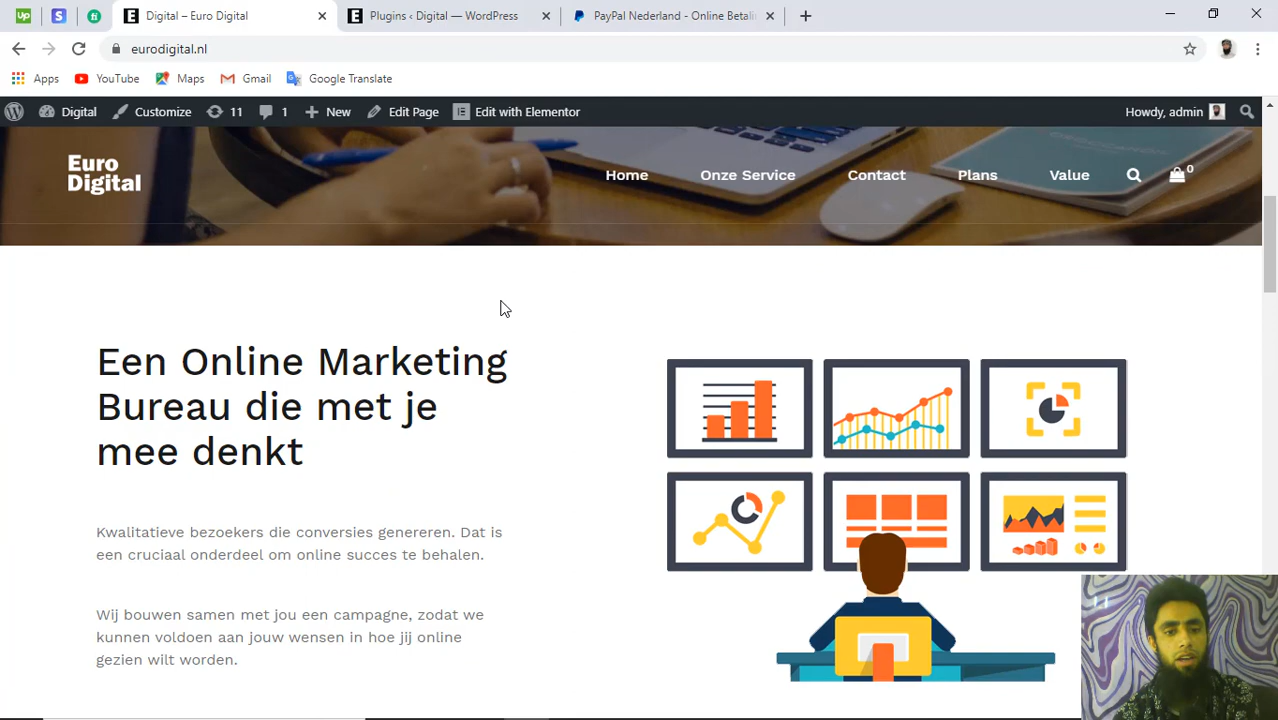 Up S fi E Digital – Euro Digital E Plugins ‹ Digital — WordPress PayPal Nederland - Online Betali
eurodigital.nl
Apps YouTube Maps Gmail Google Translate
Digital Customize 11 1 New Edit Page Edit with Elementor Howdy, admin
Euro
Digital
Home Onze Service Contact Plans Value 0
Een Online Marketing
Bureau die met je
mee denkt
Kwalitatieve bezoekers die conversies genereren. Dat is
een cruciaal onderdeel om online succes te behalen.
Wij bouwen samen met jou een campagne, zodat we
kunnen voldoen aan jouw wensen in hoe jij online
gezien wilt worden.